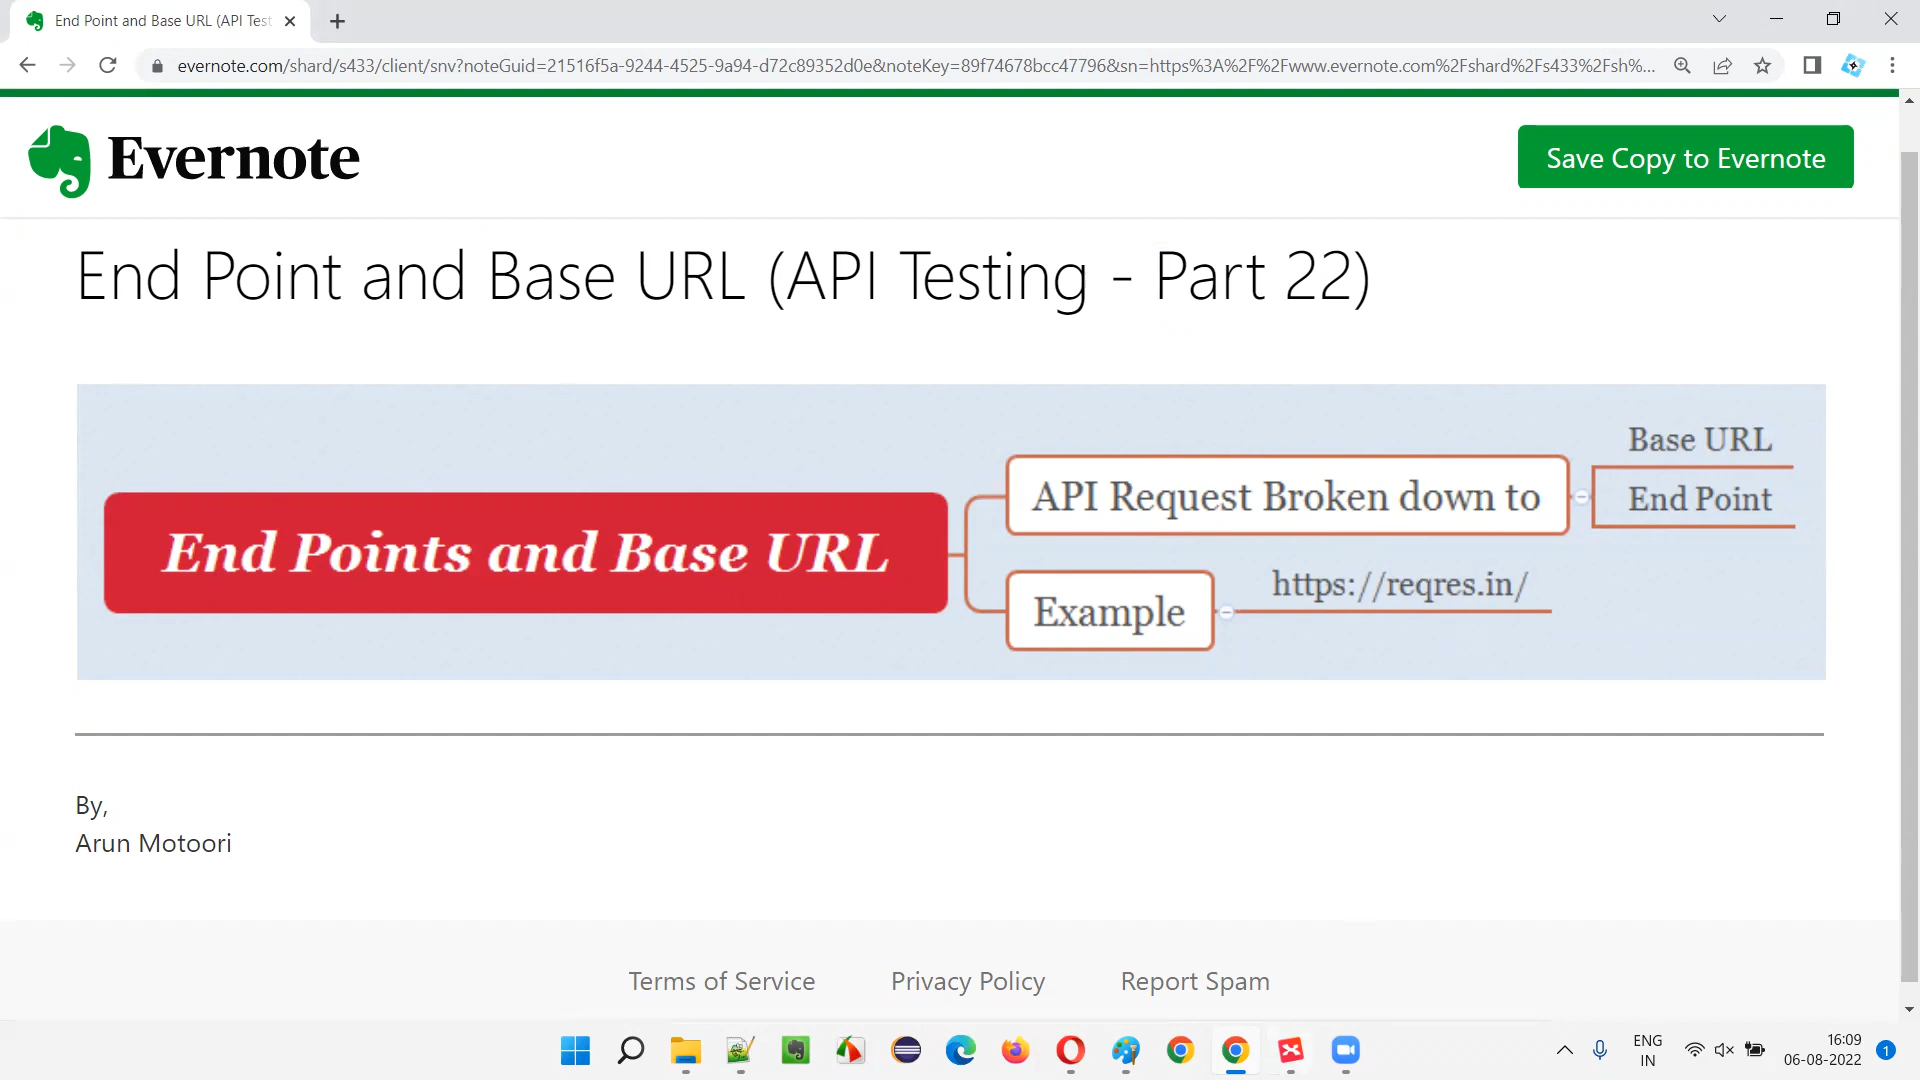 End Point and Base URL (API Test
evernote.com/shard/s433/client/snv?noteGuid=21516f5a-9244-4525-9a94-d72c89352d0e&noteKey=89f74678bcc47796&sn=https%3A%2F%2Fwww.evernote.com%2Fshard%2Fs433%2Fsh%...
Evernote
Save Copy to Evernote
End Point and Base URL (API Testing - Part 22)
Base URL
API Request Broken down to
End Point
End Points and Base URL
https://reqres.in/
Example
By,
Arun Motoori
Terms of Service Privacy Policy Report Spam
ENG
IN
16:09
06-08-2022
1